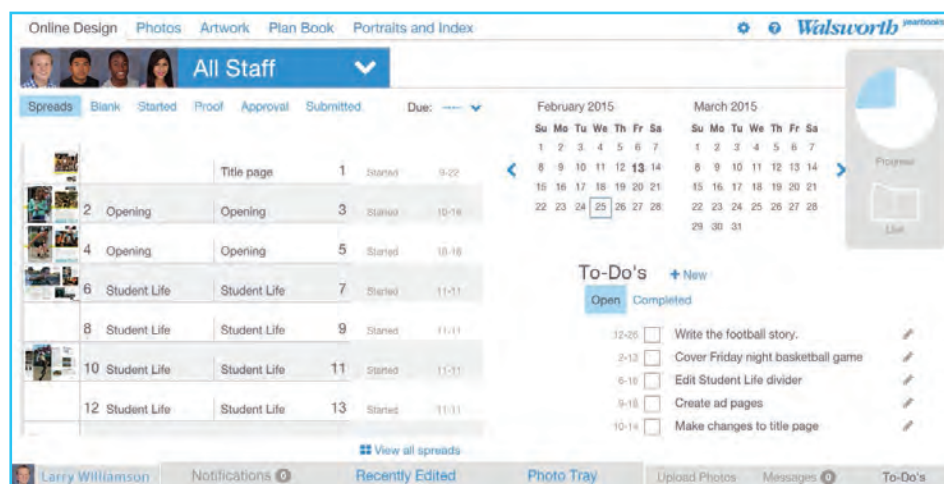 Online Design Photos Artwork Plan Book Portraits and Index
Walsworth yearbooks
All Staff
Spreads Blank Started Proof Approval Submitted Due:
Title page 1 Started 9-22
2 Opening Opening 3 Started 10-16
4 Opening Opening 5 Started
6 Student Life Student Life 7 Started 11-11
8 Student Life Student Life 9 Started 11-11
10 Student Life Student Life 11 Started 11-11
12 Student Life Student Life 13 Started 11-11
View all spreads
February 2015
Su Mo Tu We Th Fr Sa
1 2 3 4 5 6 7
8 9 10 11 12 13 14
15 16 17 18 19 20 21
22 23 24 25 26 27 28
March 2015
Su Mo Tu We Th Fr Sa
1 2 3 4 5 6 7
8 9 10 11 12 13 14
15 16 17 18 19 20 21
22 23 24 25 26 27 28
29 30 31
Progress
To-Do's + New
Open Completed
12-26 Write the football story.
2-13 Cover Friday night basketball game
6-16 Edit Student Life divider
9-16 Create ad pages
10-14 Make changes to title page
Larry Williamson Notifications 0 Recently Edited Photo Tray Upload Photos Messages 0 To-Do's